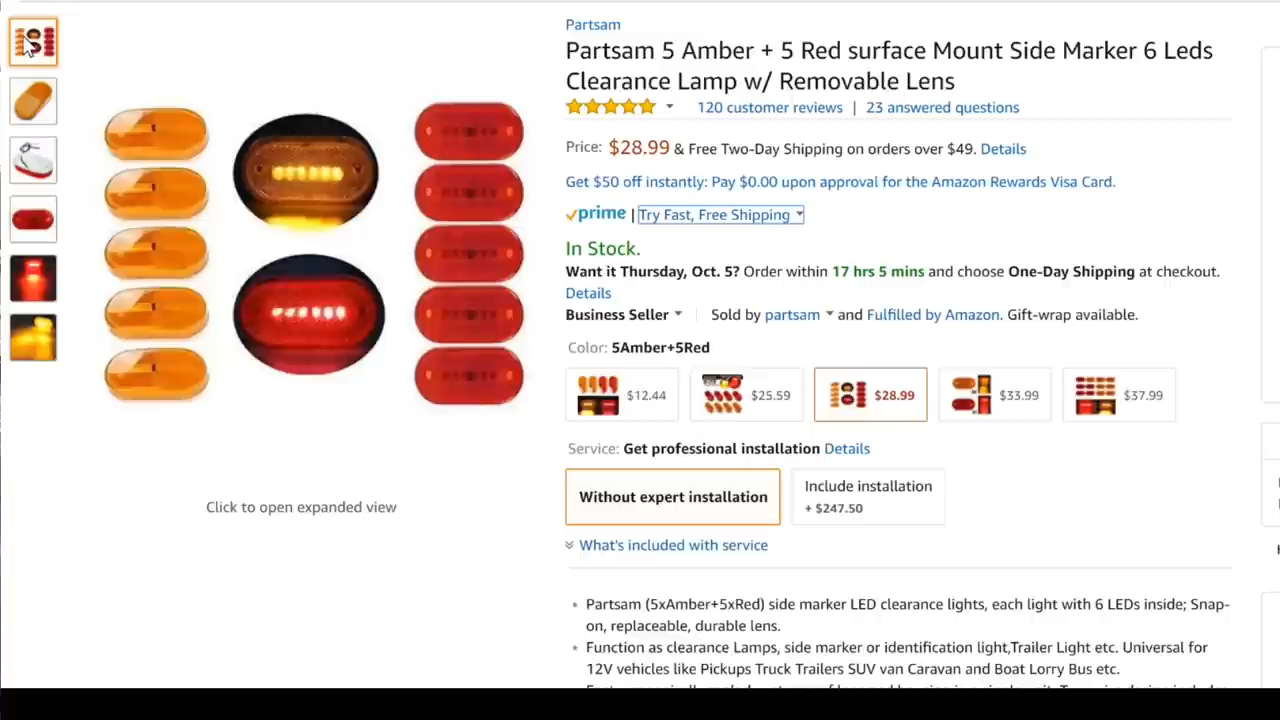 Partsam
Partsam 5 Amber + 5 Red surface Mount Side Marker 6 Leds
Clearance Lamp w/ Removable Lens
120 customer reviews | 23 answered questions
Price: $28.99 & Free Two-Day Shipping on orders over $49. Details
Get $50 off instantly: Pay $0.00 upon approval for the Amazon Rewards Visa Card.
prime | Try Fast, Free Shipping
In Stock.
Want it Thursday, Oct. 5? Order within 17 hrs 5 mins and choose One-Day Shipping at checkout.
Details
Business Seller | Sold by partsam and Fulfilled by Amazon. Gift-wrap available.
Color: 5Amber+5Red
$12.44 $25.59 $28.99 $33.99 $37.99
Service: Get professional installation Details
Without expert installation
Include installation
+ $247.50
Click to open expanded view
What's included with service
• Partsam (5xAmber+5xRed) side marker LED clearance lights, each light with 6 LEDs inside; Snap-
on, replaceable, durable lens.
• Function as clearance Lamps, side marker or identification light,Trailer Light etc. Universal for
12V vehicles like Pickups Truck Trailers SUV van Caravan and Boat Lorry Bus etc.